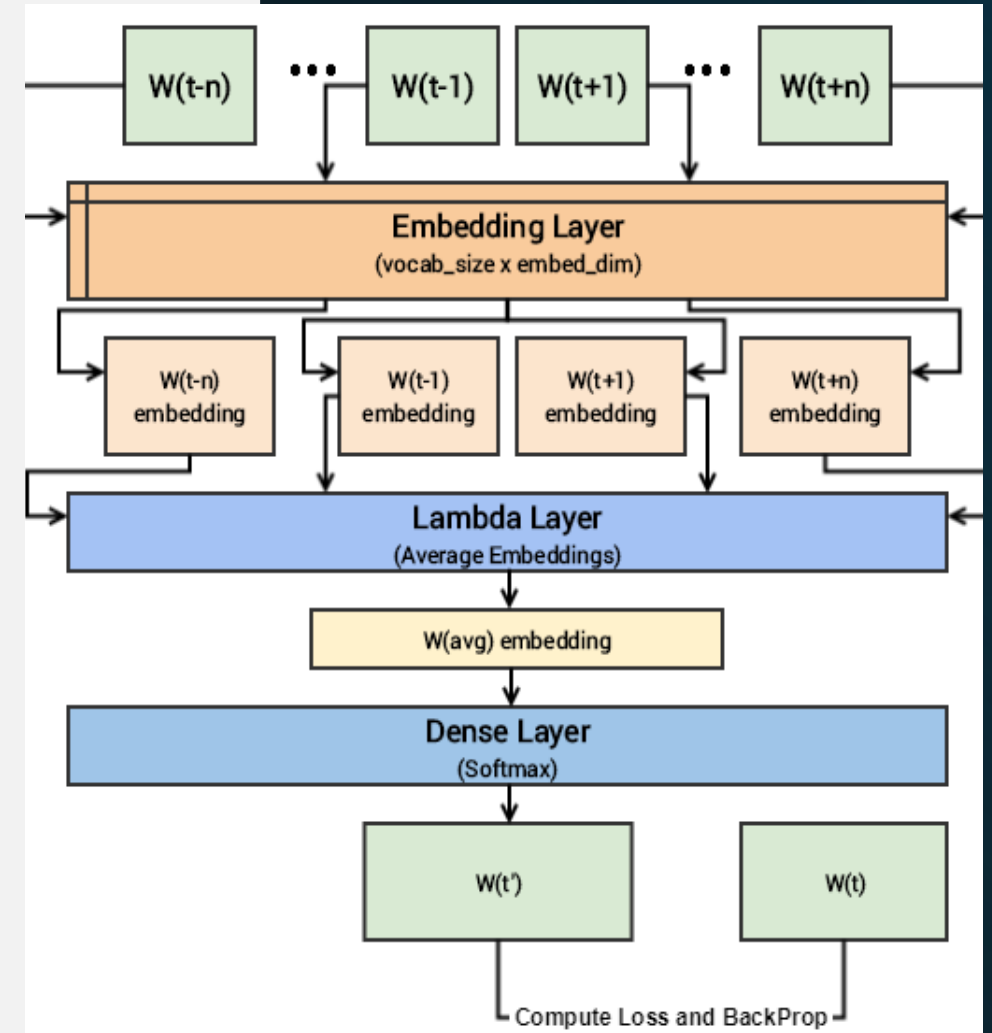 W(t-n)
•••
W(t-1)
W(t+1)
•••
W(t+n)
Embedding Layer
(vocab_size x embed_dim)
W(t-n)
embedding
W(t-1)
embedding
W(t+1)
embedding
W(t+n)
embedding
Lambda Layer
(Average Embeddings)
W(avg) embedding
Dense Layer
(Softmax)
W(t')
W(t)
Compute Loss and BackProp